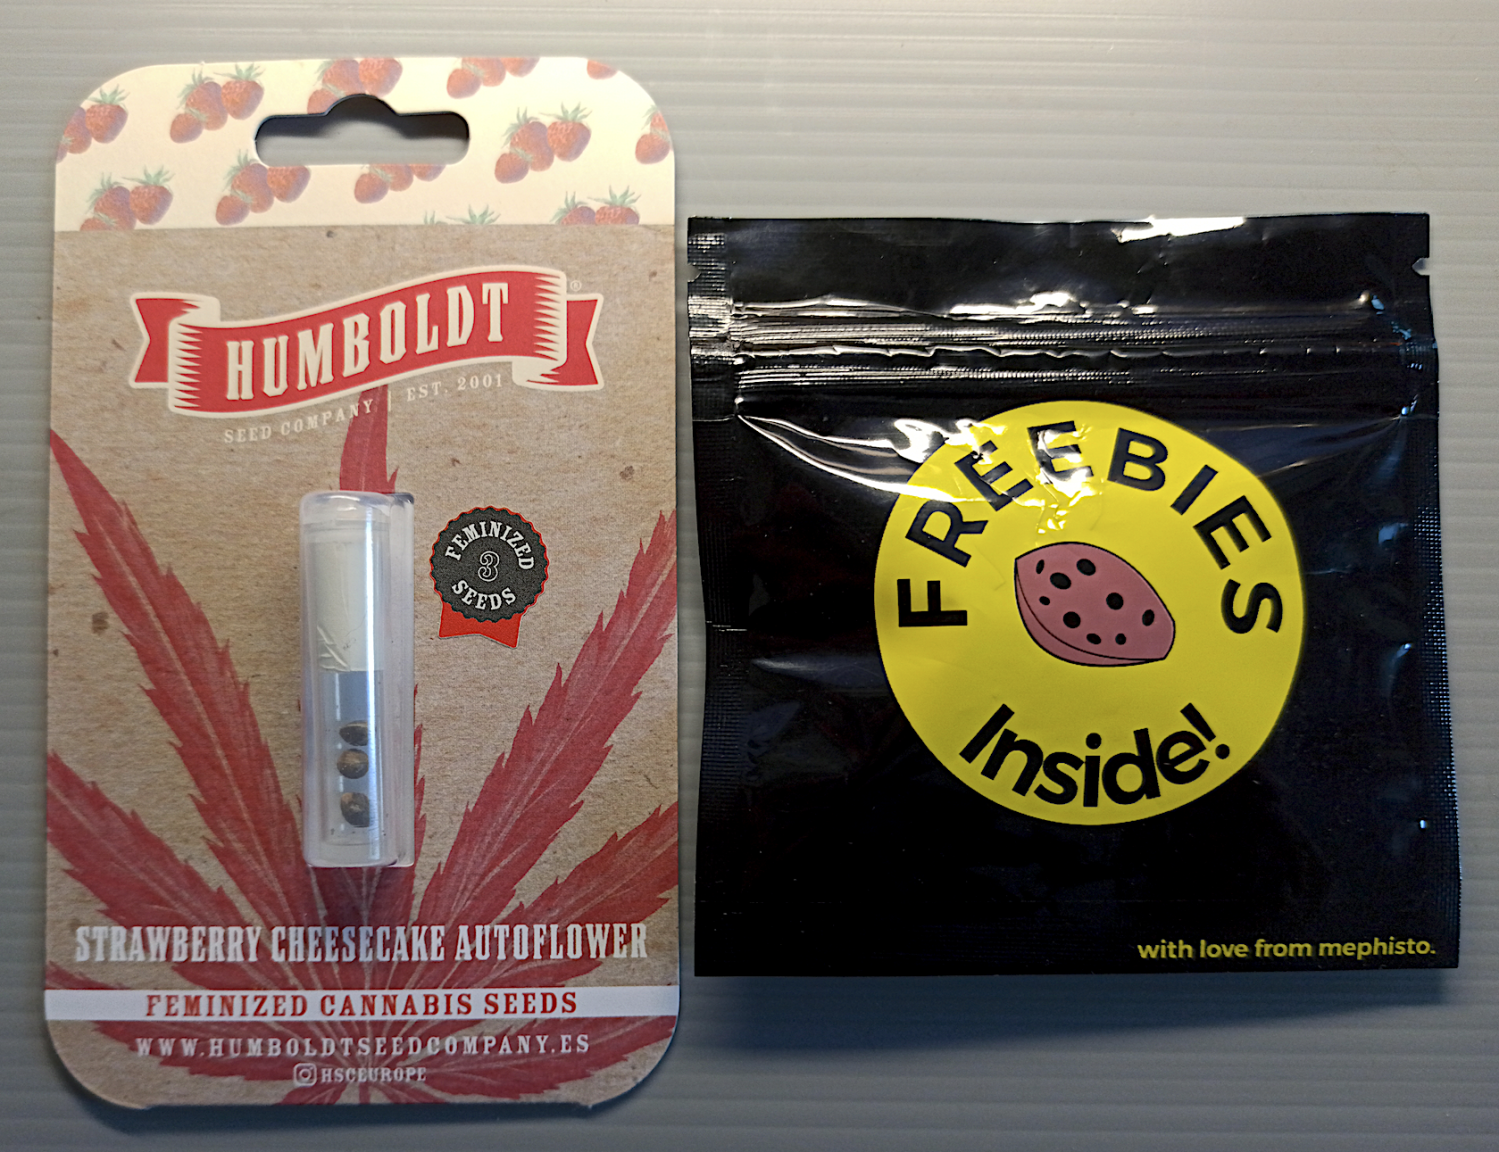 HUMBOLDT®
SEED COMPANY | EST. 2001
FEMINIZED
3
SEEDS
STRAWBERRY CHEESECAKE AUTOFLOWER
FEMINIZED CANNABIS SEEDS
WWW.HUMBOLDTSEEDCOMPANY.ES
HSCEUROPE
FREEBIES
Inside!
with love from mephisto.